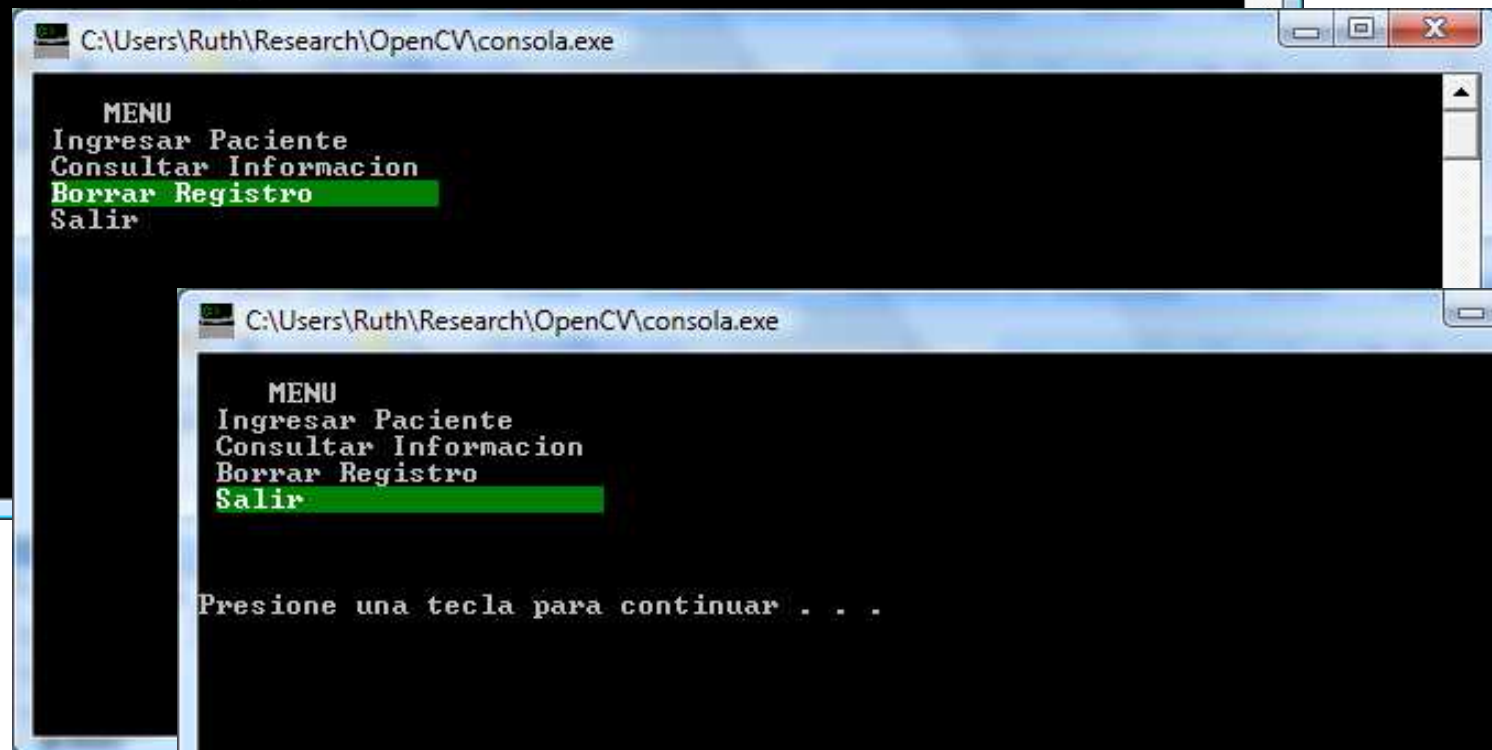 C:\Users\Ruth\Research\OpenCV\consola.exe
MENU
Ingresar Paciente
Consultar Informacion
Borrar Registro
Salir
C:\Users\Ruth\Research\OpenCV\consola.exe
MENU
Ingresar Paciente
Consultar Informacion
Borrar Registro
Salir
Presione una tecla para continuar . . .